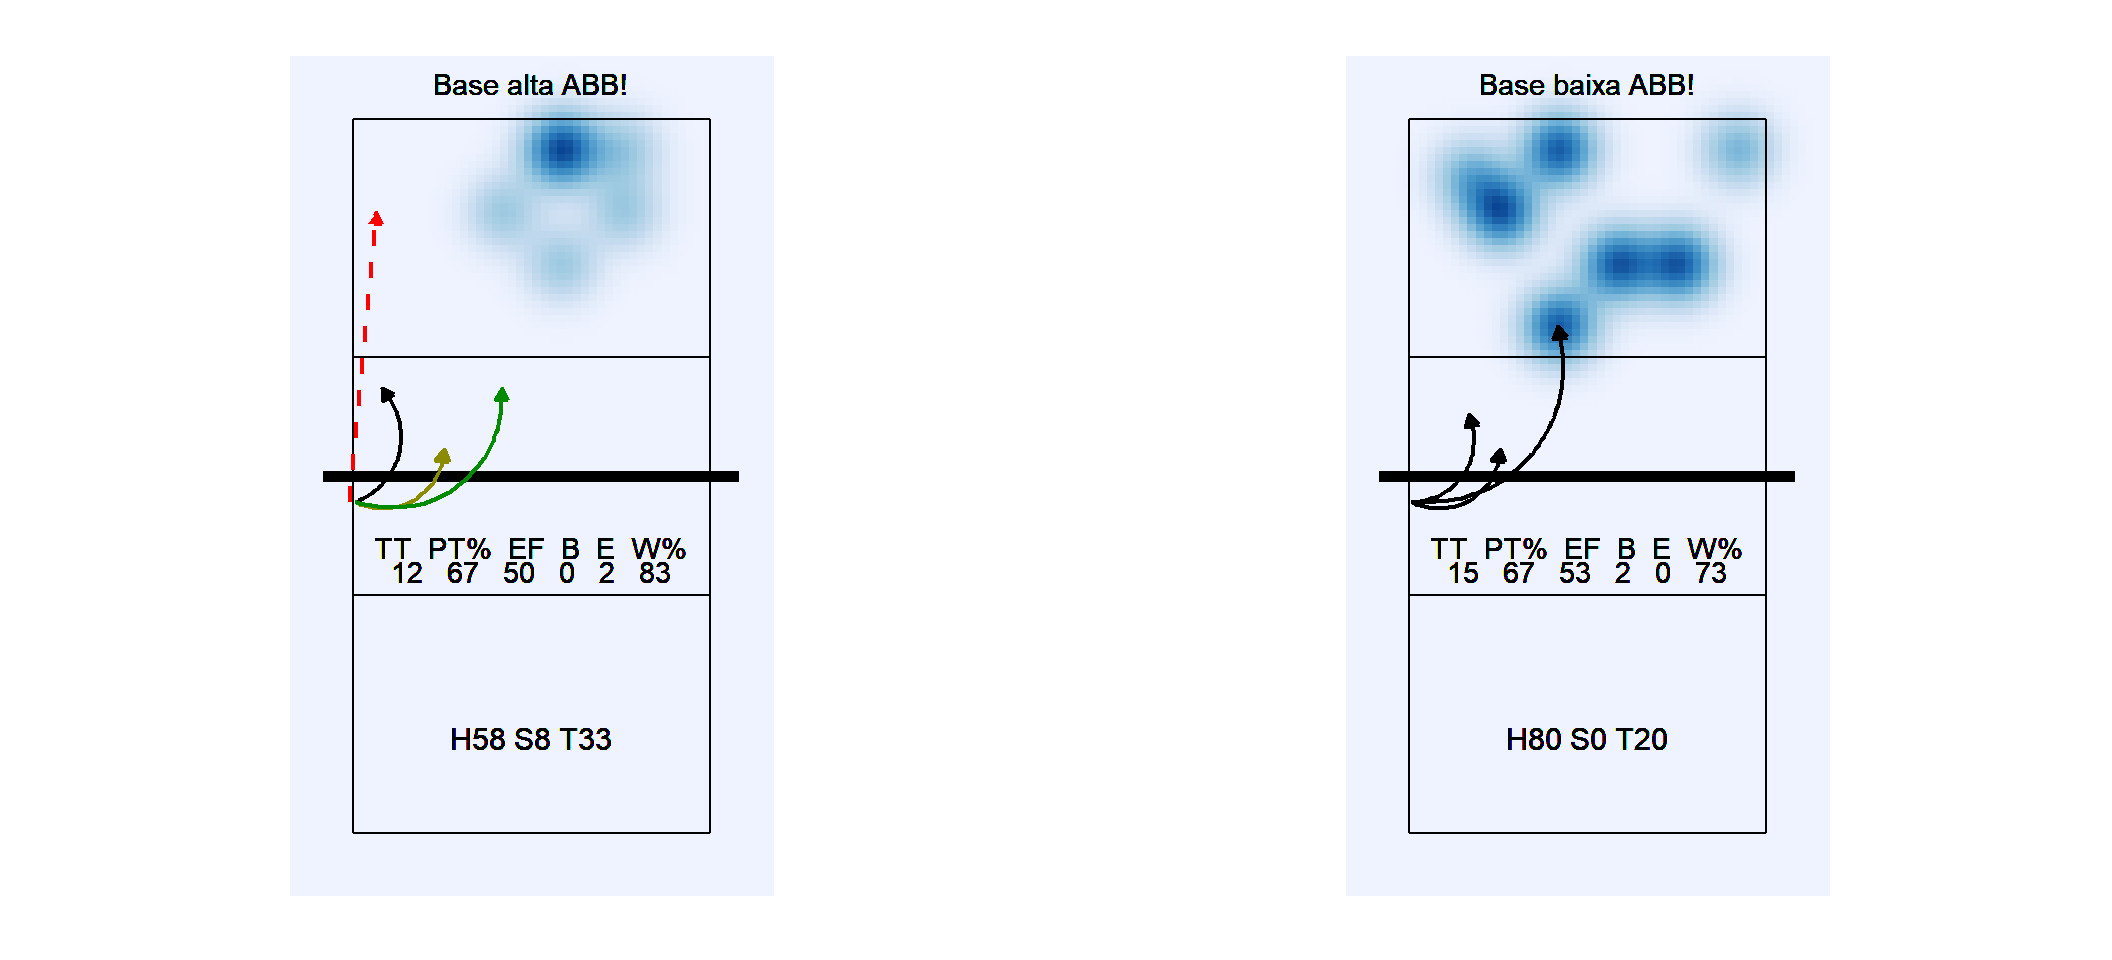 Base alta ABB!
TT PT% EF B E W%
12 67 50 0 2 83
H58 S8 T33
Base baixa ABB!
TT PT% EF B E W%
15 67 53 2 0 73
H80 S0 T20